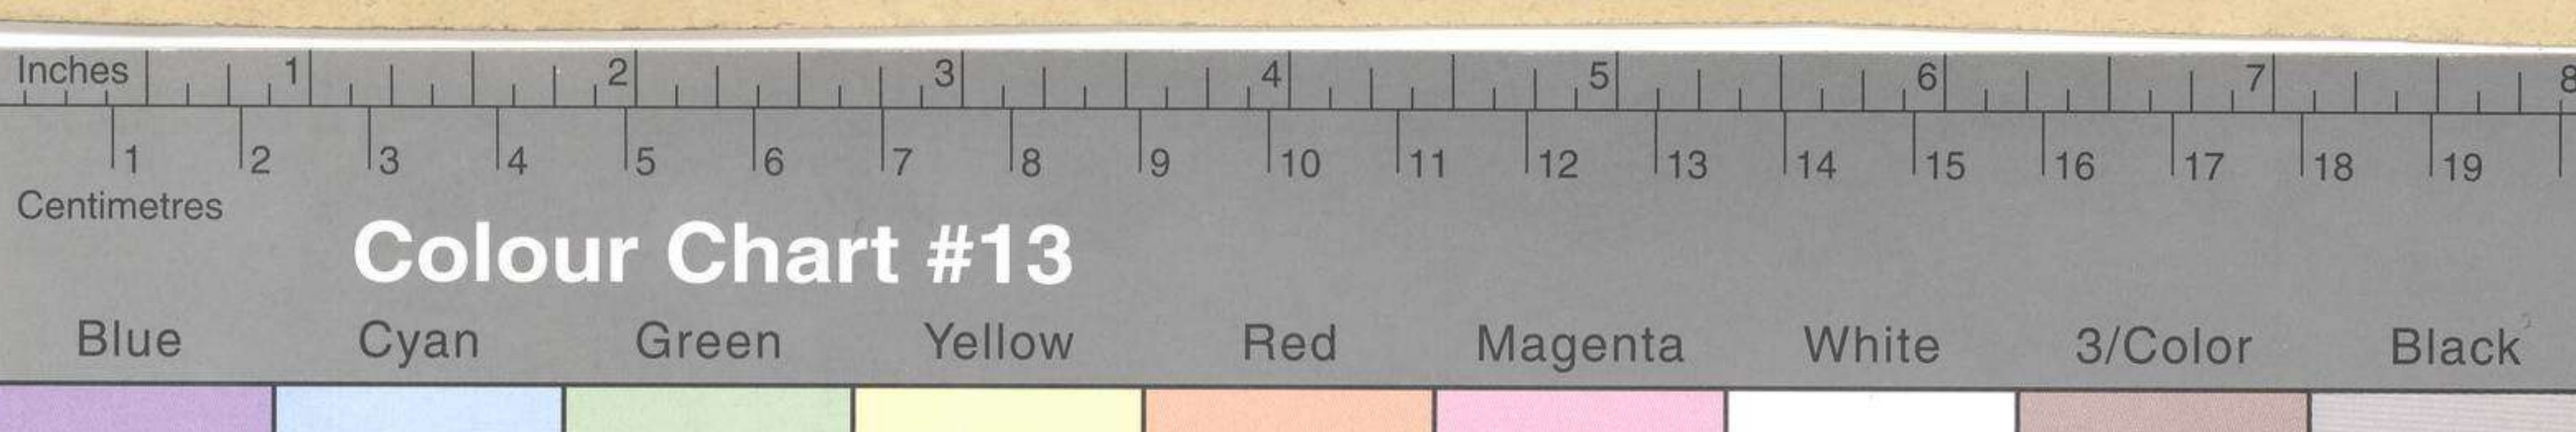 Inches 1 2 3 4 5 6 7 8
1 2 3 4 5 6 7 8 9 10 11 12 13 14 15 16 17 18 19
Centimetres
Colour Chart #13
Blue Cyan Green Yellow Red Magenta White 3/Color Black